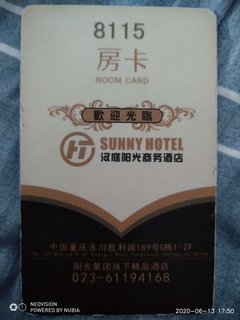 8115
房卡
ROOM CARD
歡迎光臨
SUNNY HOTEL
汉庭阳光商务酒店
中国重庆永川胜利路189号G栋1-2F
阳光集团旗下精品酒店
023-61194168
NEOVISION
POWERED BY NUBIA
2020-06-13 17:50